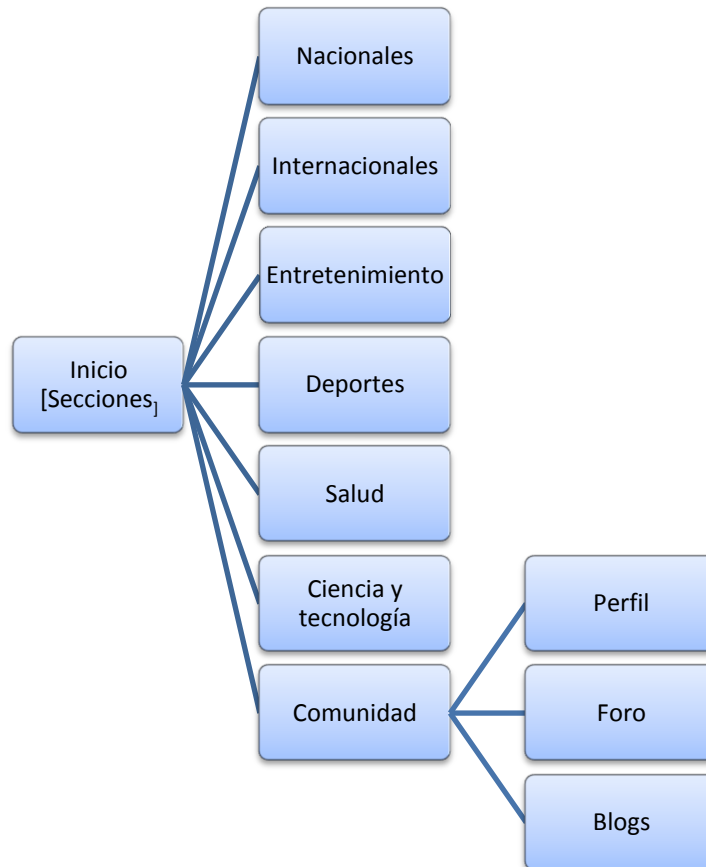 Nacionales
Internacionales
Entretenimiento
Inicio
[Secciones]
Deportes
Salud
Ciencia y
tecnología
Perfil
Comunidad
Foro
Blogs